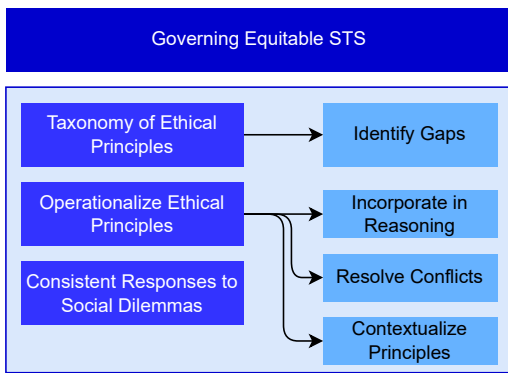 Governing Equitable STS
Taxonomy of Ethical
Principles
Identify Gaps
Operationalize Ethical
Principles
Incorporate in
Reasoning
Consistent Responses to
Social Dilemmas
Resolve Conflicts
Contextualize
Principles